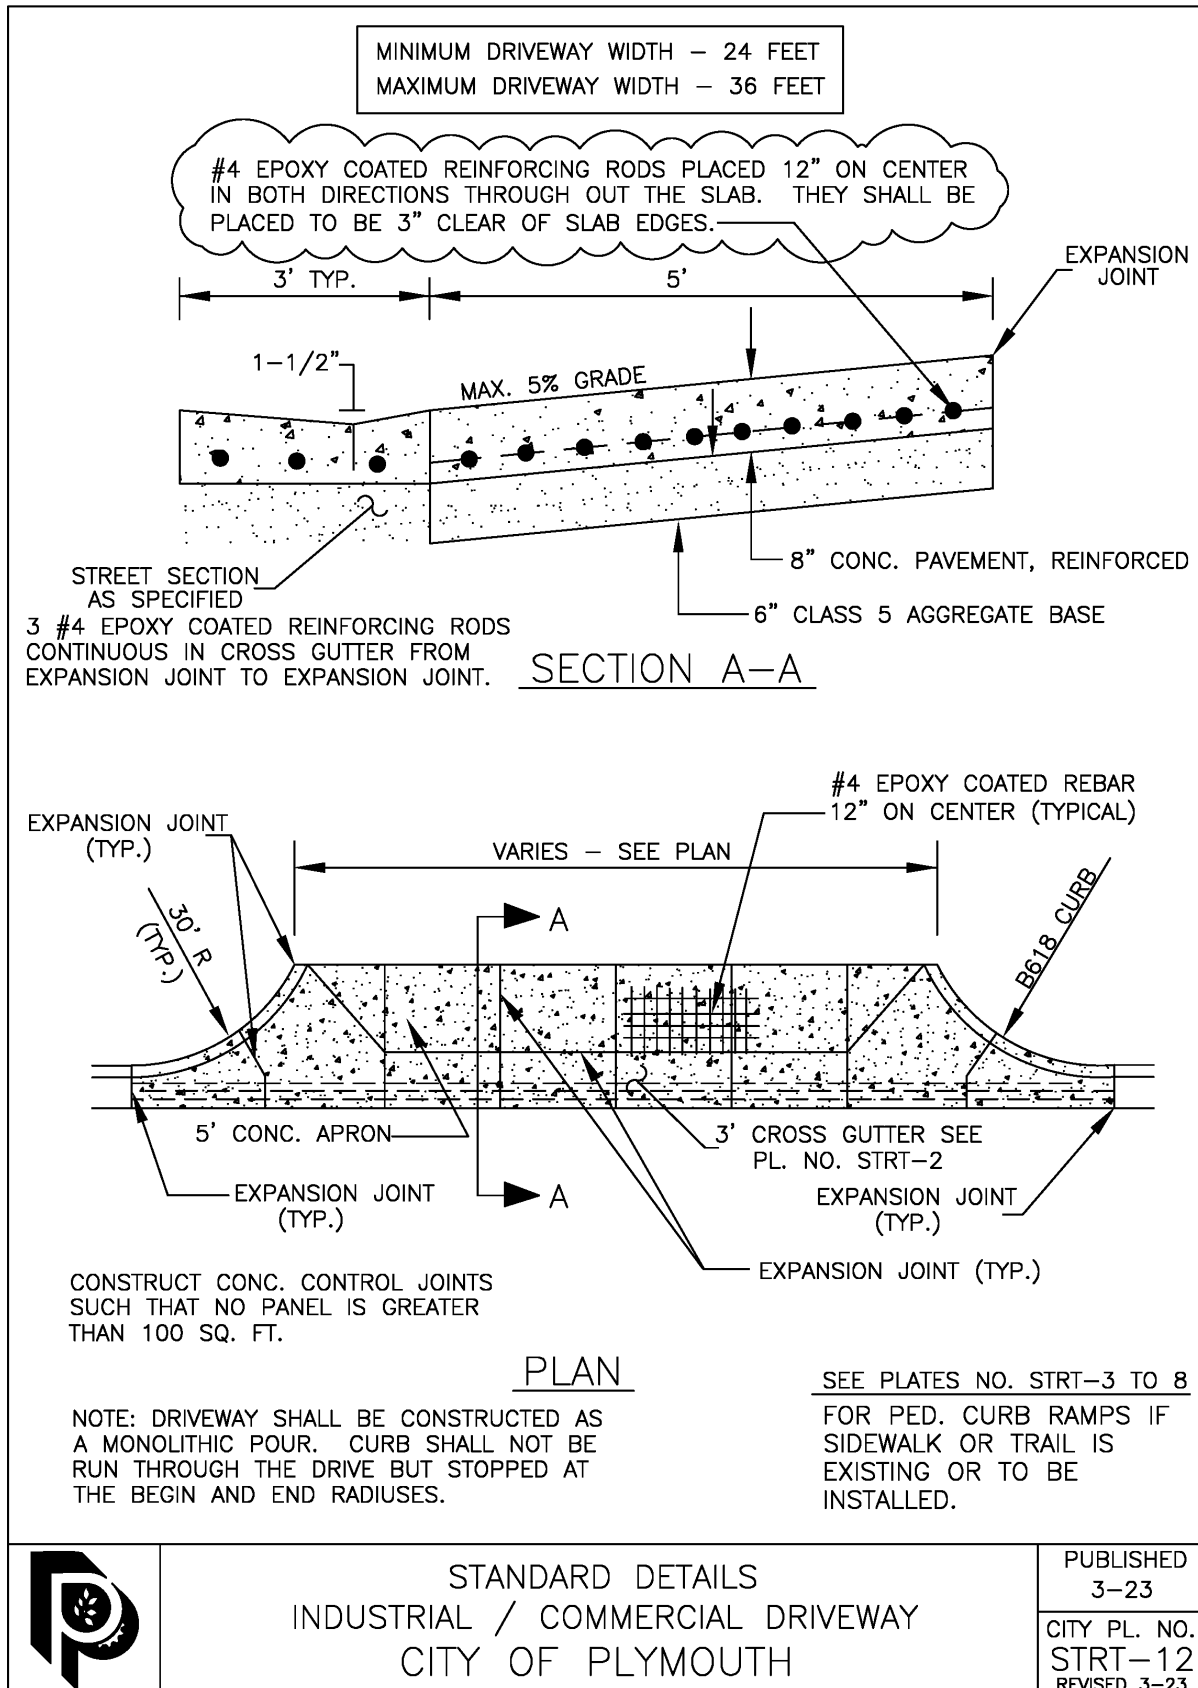 MINIMUM DRIVEWAY WIDTH – 24 FEET
MAXIMUM DRIVEWAY WIDTH – 36 FEET
#4 EPOXY COATED REINFORCING RODS PLACED 12" ON CENTER
IN BOTH DIRECTIONS THROUGH OUT THE SLAB. THEY SHALL BE
PLACED TO BE 3" CLEAR OF SLAB EDGES.
EXPANSION
JOINT
3' TYP.
5'
1-1/2"
MAX. 5% GRADE
8" CONC. PAVEMENT, REINFORCED
STREET SECTION
AS SPECIFIED
6" CLASS 5 AGGREGATE BASE
3 #4 EPOXY COATED REINFORCING RODS
CONTINUOUS IN CROSS GUTTER FROM
EXPANSION JOINT TO EXPANSION JOINT.
SECTION A-A
#4 EPOXY COATED REBAR
12" ON CENTER (TYPICAL)
EXPANSION JOINT
(TYP.)
VARIES – SEE PLAN
30' R
(TYP.)
A
B618 CURB
5' CONC. APRON
3' CROSS GUTTER SEE
PL. NO. STRT-2
EXPANSION JOINT
(TYP.)
A
EXPANSION JOINT
(TYP.)
EXPANSION JOINT (TYP.)
CONSTRUCT CONC. CONTROL JOINTS
SUCH THAT NO PANEL IS GREATER
THAN 100 SQ. FT.
PLAN
NOTE: DRIVEWAY SHALL BE CONSTRUCTED AS
A MONOLITHIC POUR. CURB SHALL NOT BE
RUN THROUGH THE DRIVE BUT STOPPED AT
THE BEGIN AND END RADIUSES.
SEE PLATES NO. STRT-3 TO 8
FOR PED. CURB RAMPS IF
SIDEWALK OR TRAIL IS
EXISTING OR TO BE
INSTALLED.
STANDARD DETAILS
INDUSTRIAL / COMMERCIAL DRIVEWAY
CITY OF PLYMOUTH
PUBLISHED
3-23
CITY PL. NO.
STRT-12
REVISED 3-23